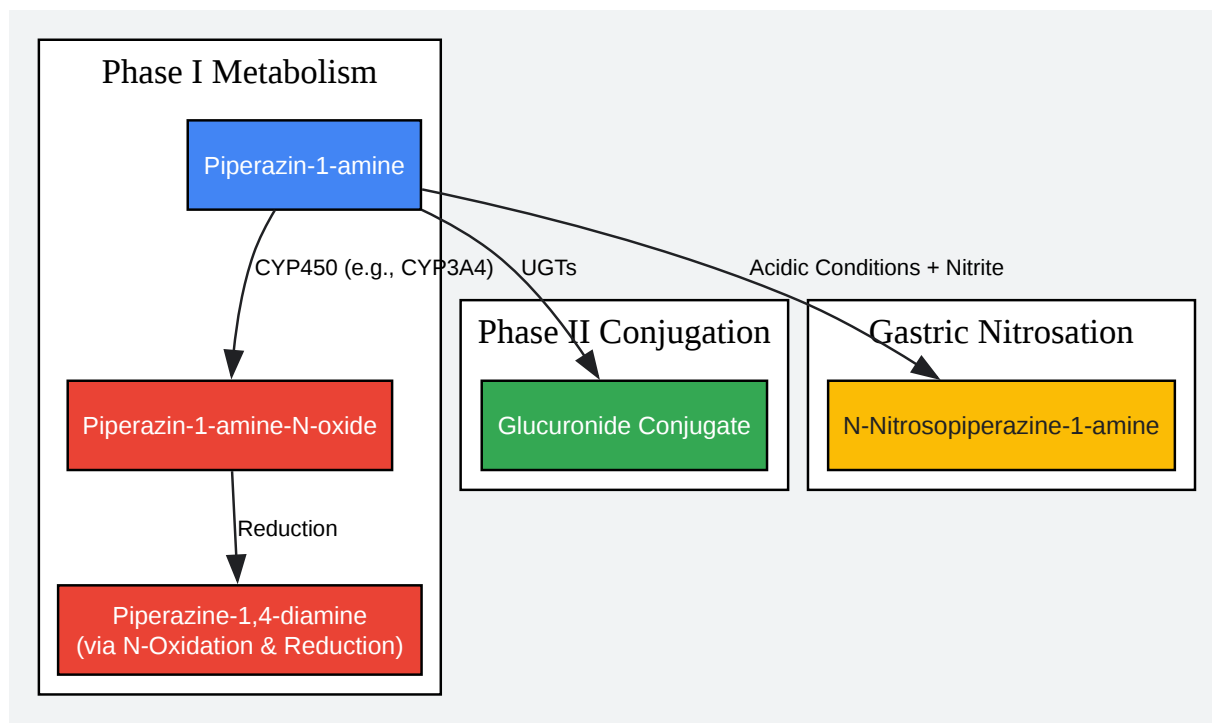 Phase I Metabolism
Piperazin-1-amine
CYP450 (e.g., CYP3A4)
UGTs
Acidic Conditions + Nitrite
Phase II Conjugation
Gastric Nitrosation
Piperazin-1-amine-N-oxide
Glucuronide Conjugate
N-Nitrosopiperazine-1-amine
Reduction
Piperazine-1,4-diamine
(via N-Oxidation & Reduction)